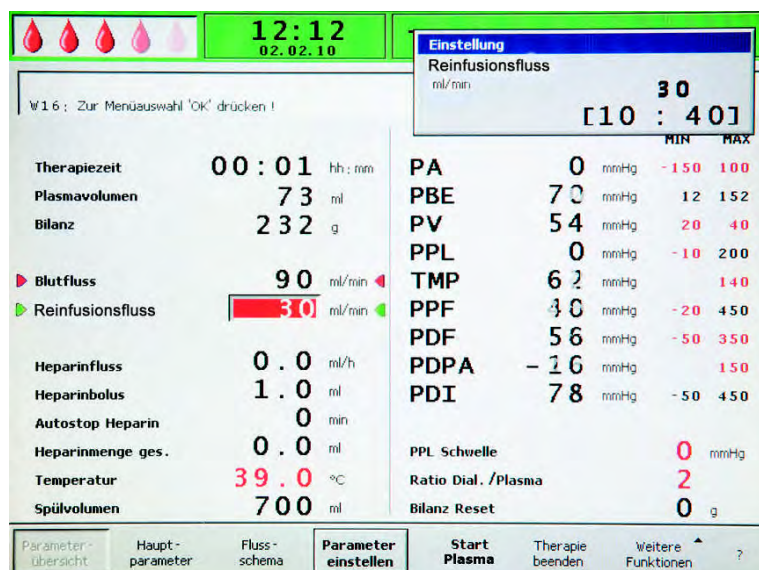 12:12
02.02.10
Einstellung
Reinfusionsfluss
ml/min
30
[10 : 40]
W16: Zur Menüauswahl 'OK' drücken !
MIN MAX
Therapiezeit 00:01 hh:mm
Plasmavolumen 73 ml
Bilanz 232 g
Blutfluss 90 ml/min
Reinfusionsfluss 30 ml/min
Heparinfluss 0.0 ml/h
Heparinbolus 1.0 ml
Autostop Heparin 0 min
Heparinmenge ges. 0.0 ml
Temperatur 39.0 °C
Spülvolumen 700 ml
PA 0 mmHg -150 100
PBE 70 mmHg 12 152
PV 54 mmHg 20 40
PPL 0 mmHg -10 200
TMP 62 mmHg 140
PPF 40 mmHg -20 450
PDF 56 mmHg -50 350
PDPA -16 mmHg 150
PDI 78 mmHg -50 450
PPL Schwelle 0 mmHg
Ratio Dial./Plasma 2
Bilanz Reset 0 g
Parameter-
übersicht
Haupt-
parameter
Fluss-
schema
Parameter
einstellen
Start
Plasma
Therapie
beenden
Weitere
Funktionen
?